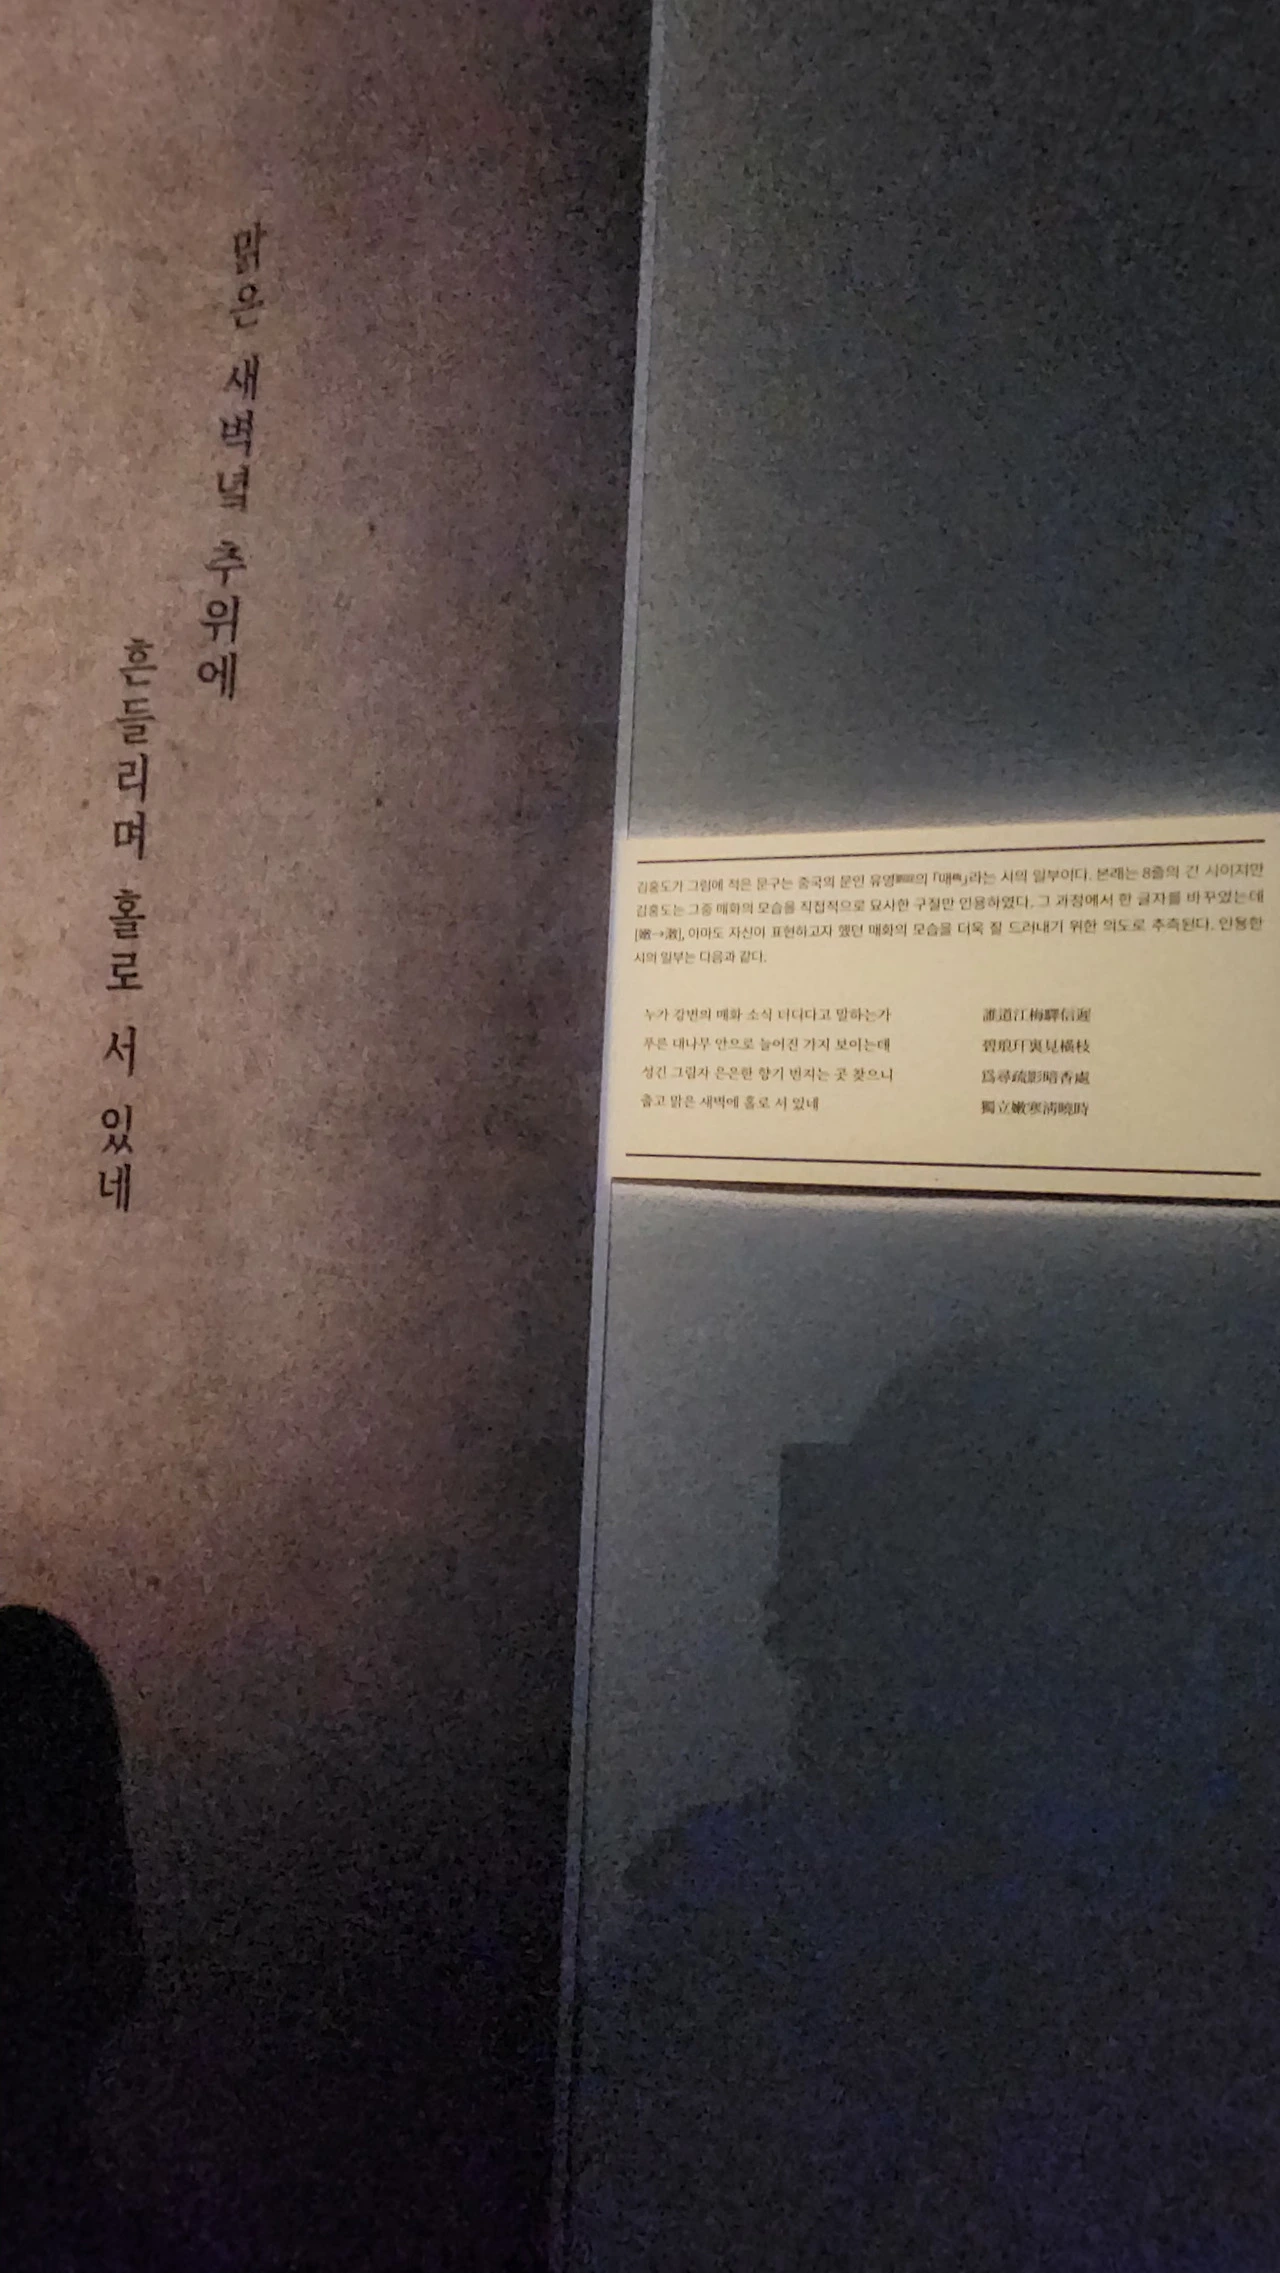 맑은 새벽녘 추위에
흔들리며 홀로 서 있네
김홍도가 그림에 적은 문구는 중국의 문인 유영의 「매梅」라는 시의 일부이다. 본래는 8줄의 긴 시이지만
김홍도는 그중 매화의 모습을 직접적으로 묘사한 구절만 인용하였다. 그 과정에서 한 글자를 바꾸었는데
아마도 자신이 표현하고자 했던 매화의 모습을 더욱 잘 드러내기 위한 의도로 추측된다. 인용한
시의 일부는 다음과 같다.
누가 강변의 매화 소식 더디다고 말하는가
誰道江梅驛信遲
푸른 대나무 안으로 늘어진 가지 보이는데
碧琅玕裏見橫枝
성긴 그림자 은은한 향기 번지는 곳 찾으니
爲尋疏影暗香處
춥고 맑은 새벽에 홀로 서 있네
獨立嫩寒淸曉時